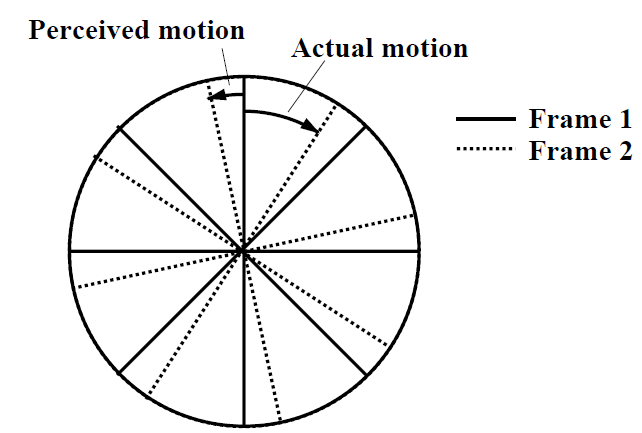 Perceived motion
Actual motion
Frame 1
Frame 2